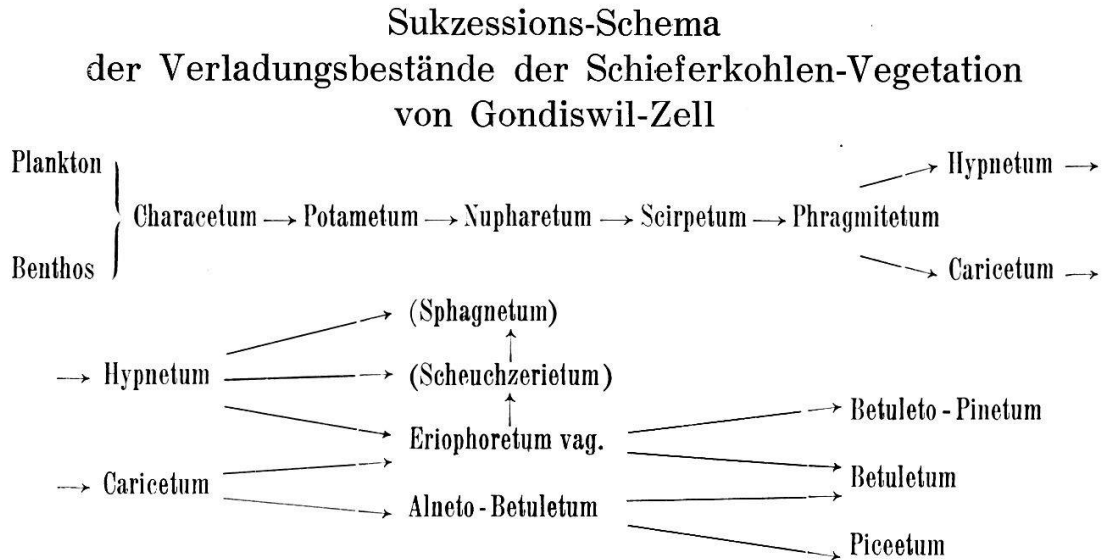 Sukzessions-Schema
der Verladungsbestände der Schieferkohlen-Vegetation
von Gondiswil-Zell
Plankton
Hypnetum →
Characetum → Potametum → Nupharetum → Scirpetum → Phragmitetum
Benthos
Caricetum →
(Sphagnetum)
→ Hypnetum
(Scheuchzerietum)
Betuleto-Pinetum
Eriophoretum vag.
Betuletum
→ Caricetum
Alneto-Betuletum
Piceetum